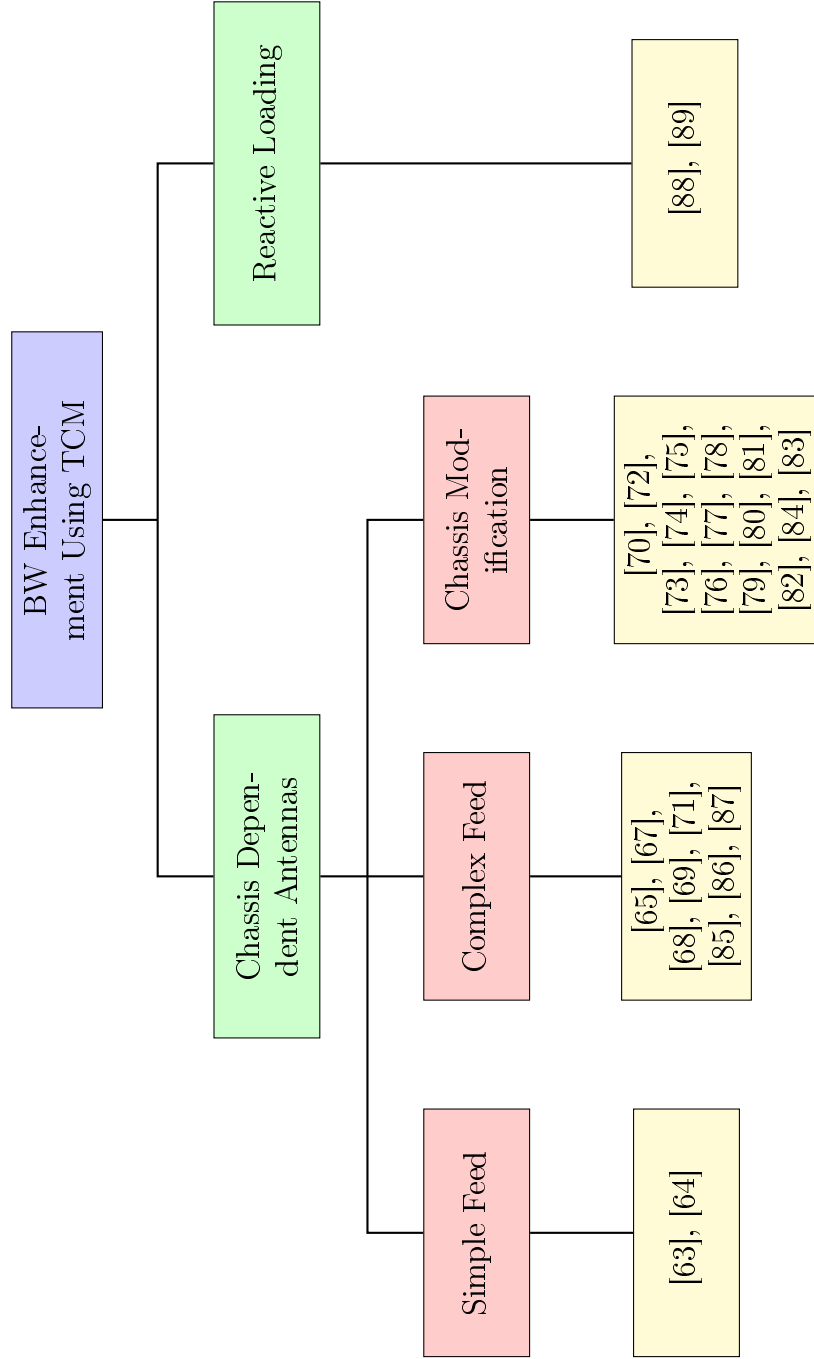 BW Enhance-
ment Using TCM
Chassis Depen-
dent Antennas
Reactive Loading
Simple Feed
Complex Feed
Chassis Mod-
ification
[63], [64]
[65], [67],
[68], [69], [71],
[85], [86], [87]
[70], [72],
[73], [74], [75],
[76], [77], [78],
[79], [80], [81],
[82], [84], [83]
[88], [89]